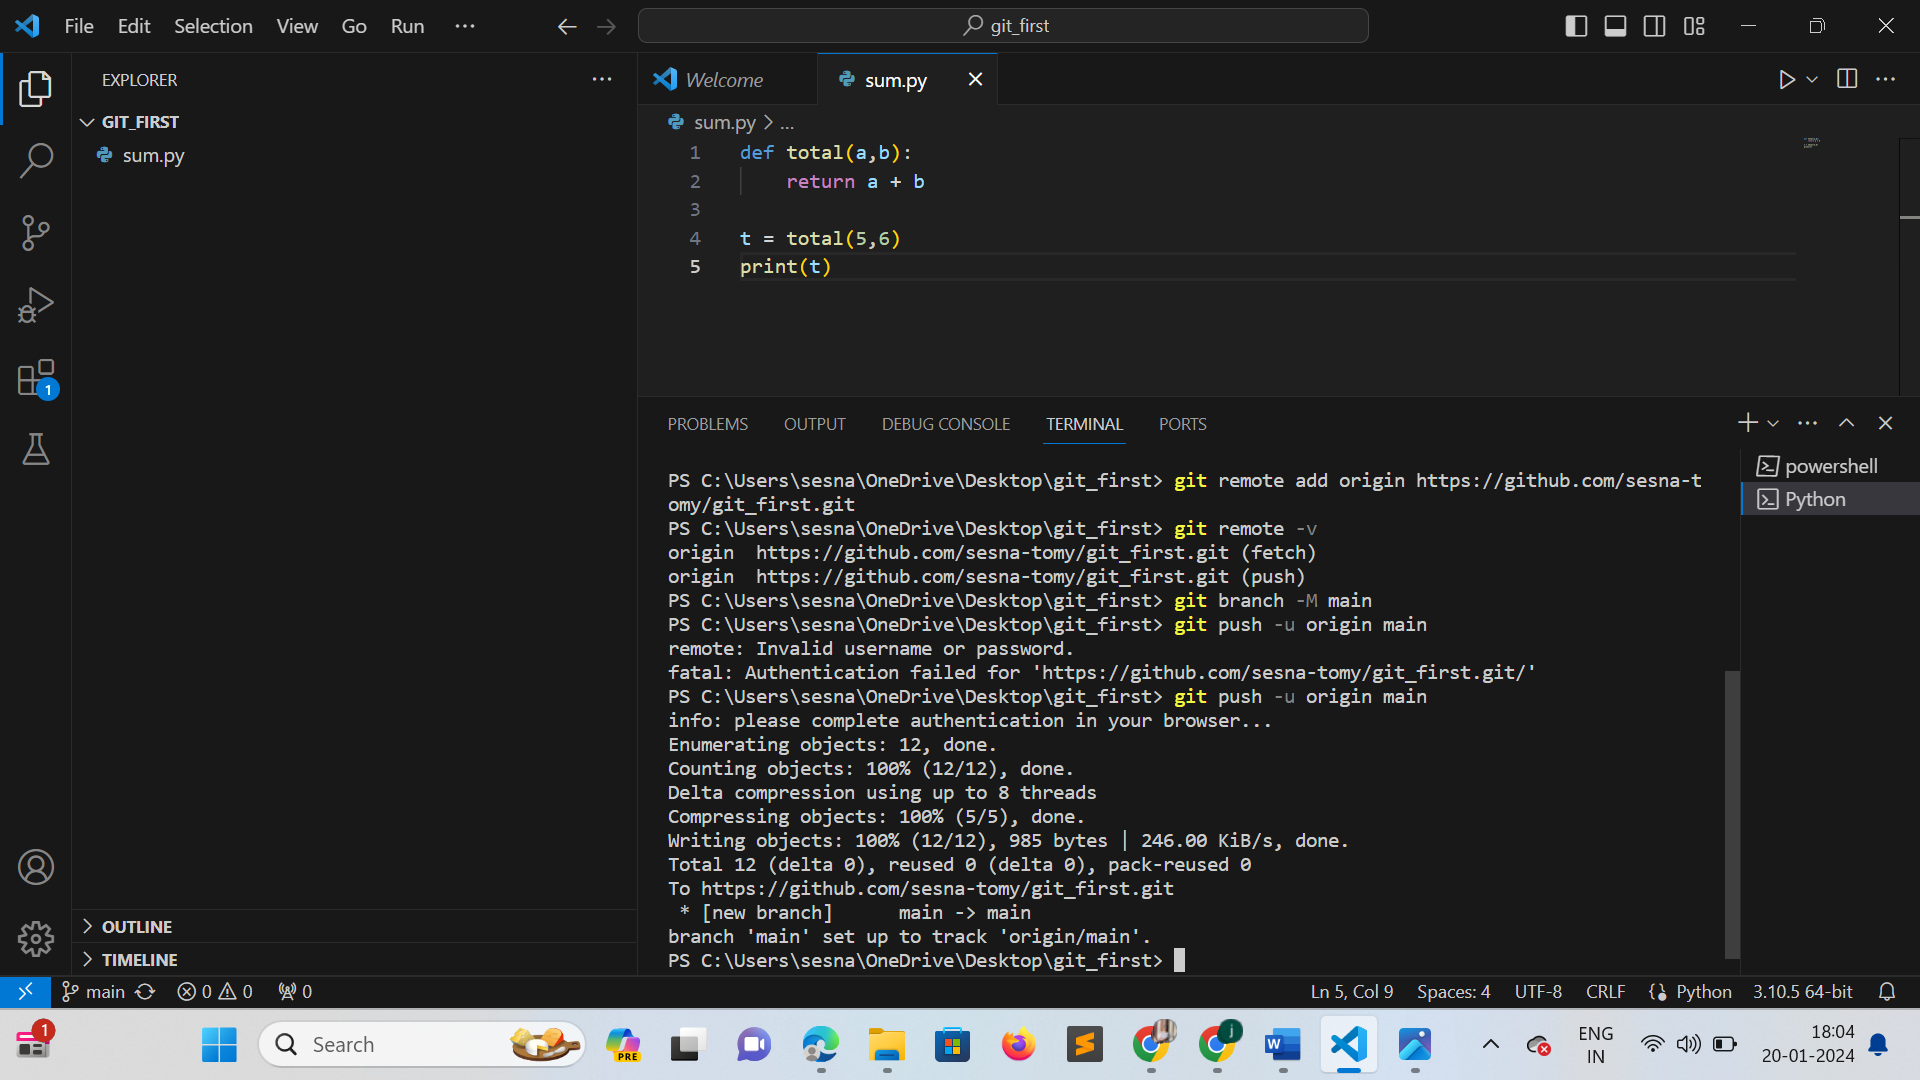 File Edit Selection View Go Run ···
git_first
EXPLORER
GIT_FIRST
sum.py
1
Welcome
sum.py
sum.py > ...
1 def total(a,b):
2 return a + b
3
4 t = total(5,6)
5 print(t)
PROBLEMS OUTPUT DEBUG CONSOLE TERMINAL PORTS
powershell
Python
PS C:\Users\sesna\OneDrive\Desktop\git_first> git remote add origin https://github.com/sesna-t
omy/git_first.git
PS C:\Users\sesna\OneDrive\Desktop\git_first> git remote -v
origin  https://github.com/sesna-tomy/git_first.git (fetch)
origin  https://github.com/sesna-tomy/git_first.git (push)
PS C:\Users\sesna\OneDrive\Desktop\git_first> git branch -M main
PS C:\Users\sesna\OneDrive\Desktop\git_first> git push -u origin main
remote: Invalid username or password.
fatal: Authentication failed for 'https://github.com/sesna-tomy/git_first.git/'
PS C:\Users\sesna\OneDrive\Desktop\git_first> git push -u origin main
info: please complete authentication in your browser...
Enumerating objects: 12, done.
Counting objects: 100% (12/12), done.
Delta compression using up to 8 threads
Compressing objects: 100% (5/5), done.
Writing objects: 100% (12/12), 985 bytes | 246.00 KiB/s, done.
Total 12 (delta 0), reused 0 (delta 0), pack-reused 0
To https://github.com/sesna-tomy/git_first.git
 * [new branch]      main -> main
branch 'main' set up to track 'origin/main'.
PS C:\Users\sesna\OneDrive\Desktop\git_first>
OUTLINE
TIMELINE
main 0 0 0
Ln 5, Col 9 Spaces: 4 UTF-8 CRLF Python 3.10.5 64-bit
1
Search
PRE
j
ENG
IN
18:04
20-01-2024